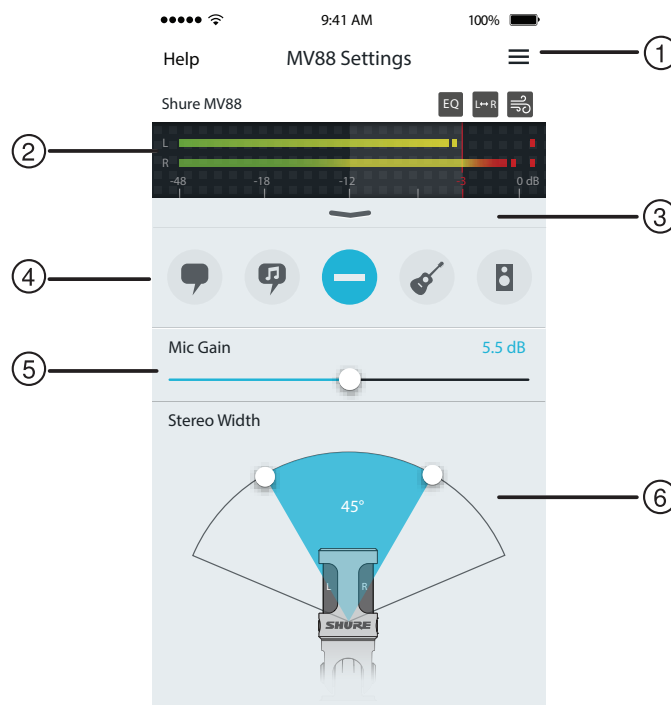 9:41 AM 100%
Help MV88 Settings
1
Shure MV88 EQ L↔R
2
L
R
-48 -18 -12 -3 0 dB
3
4
Mic Gain 5.5 dB
5
Stereo Width
45°
6
L R
SHURE